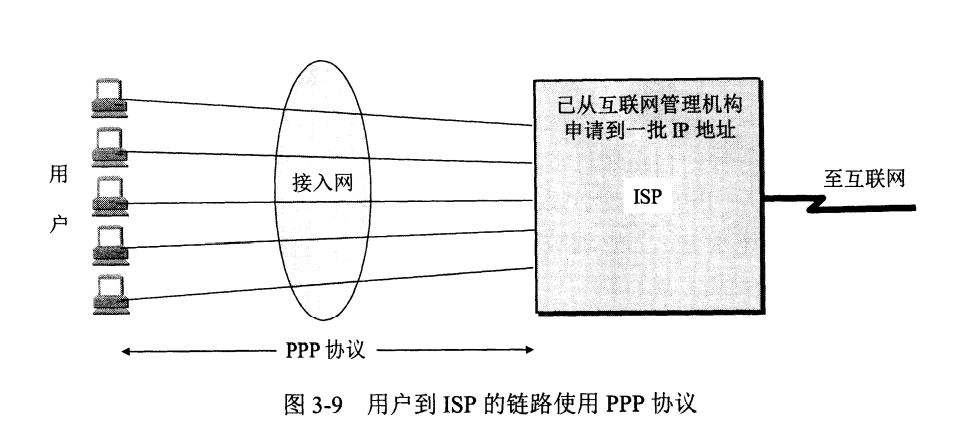 已从互联网管理机构
申请到一批 IP 地址
用
户
接入网
ISP
至互联网
PPP 协议
图 3-9 用户到 ISP 的链路使用 PPP 协议